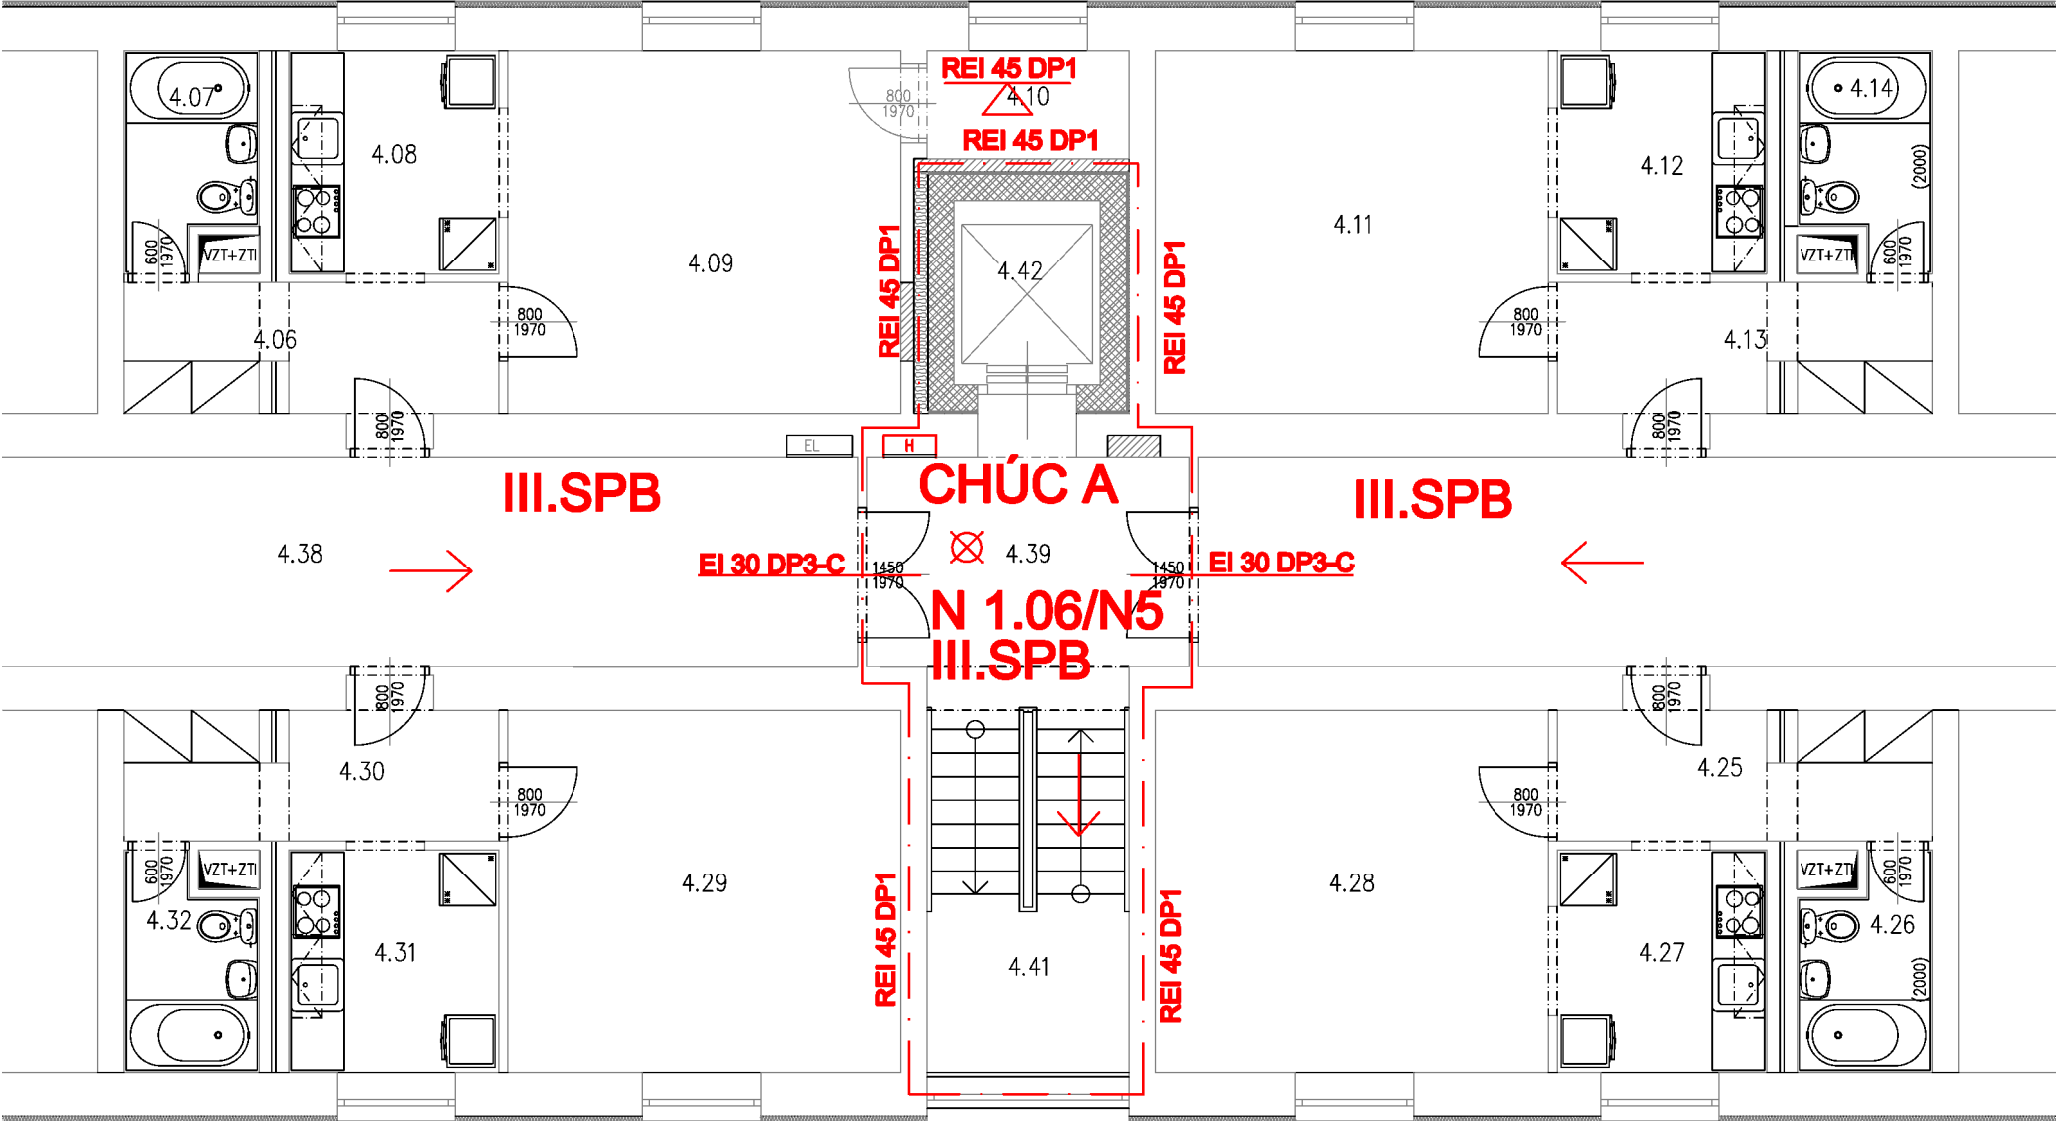 REI 45 DP1
4.07
800
1970
4.10
4.14
REI 45 DP1
4.08
4.12
(2000)
4.11
600
1970
VZT+ZTI
4.09
REI 45 DP1
4.42
REI 45 DP1
VZT+ZTI
600
1970
800
1970
800
1970
4.06
4.13
800
1970
800
1970
EL
H
III.SPB
CHÚC A
III.SPB
4.38
4.39
EI 30 DP3-C
1450
1970
1450
1970
EI 30 DP3-C
N 1.06/N5
III.SPB
800
1970
800
1970
4.30
4.25
800
1970
800
1970
600
1970
VZT+ZTI
4.29
4.28
VZT+ZTI
600
1970
4.32
4.26
REI 45 DP1
REI 45 DP1
4.31
4.41
4.27
(2000)